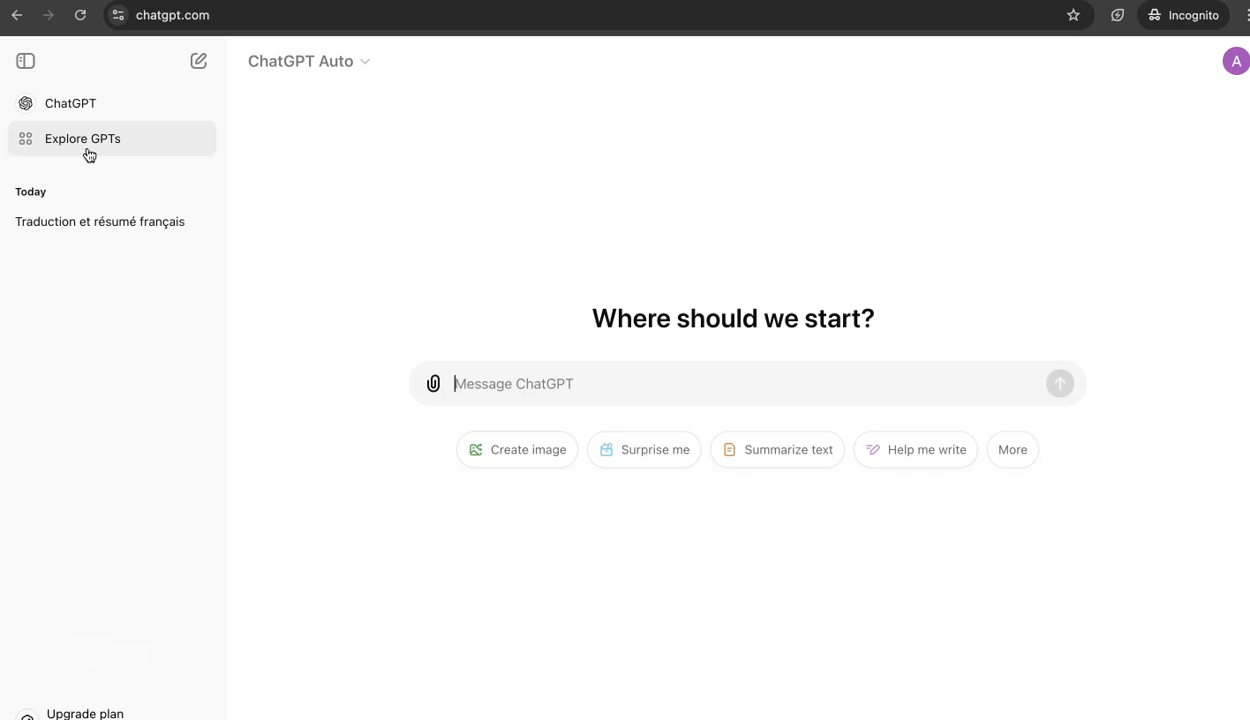 chatgpt.com
Incognito
ChatGPT Auto
A
ChatGPT
Explore GPTs
Today
Traduction et résumé français
Where should we start?
Message ChatGPT
Create image
Surprise me
Summarize text
Help me write
More
Upgrade plan